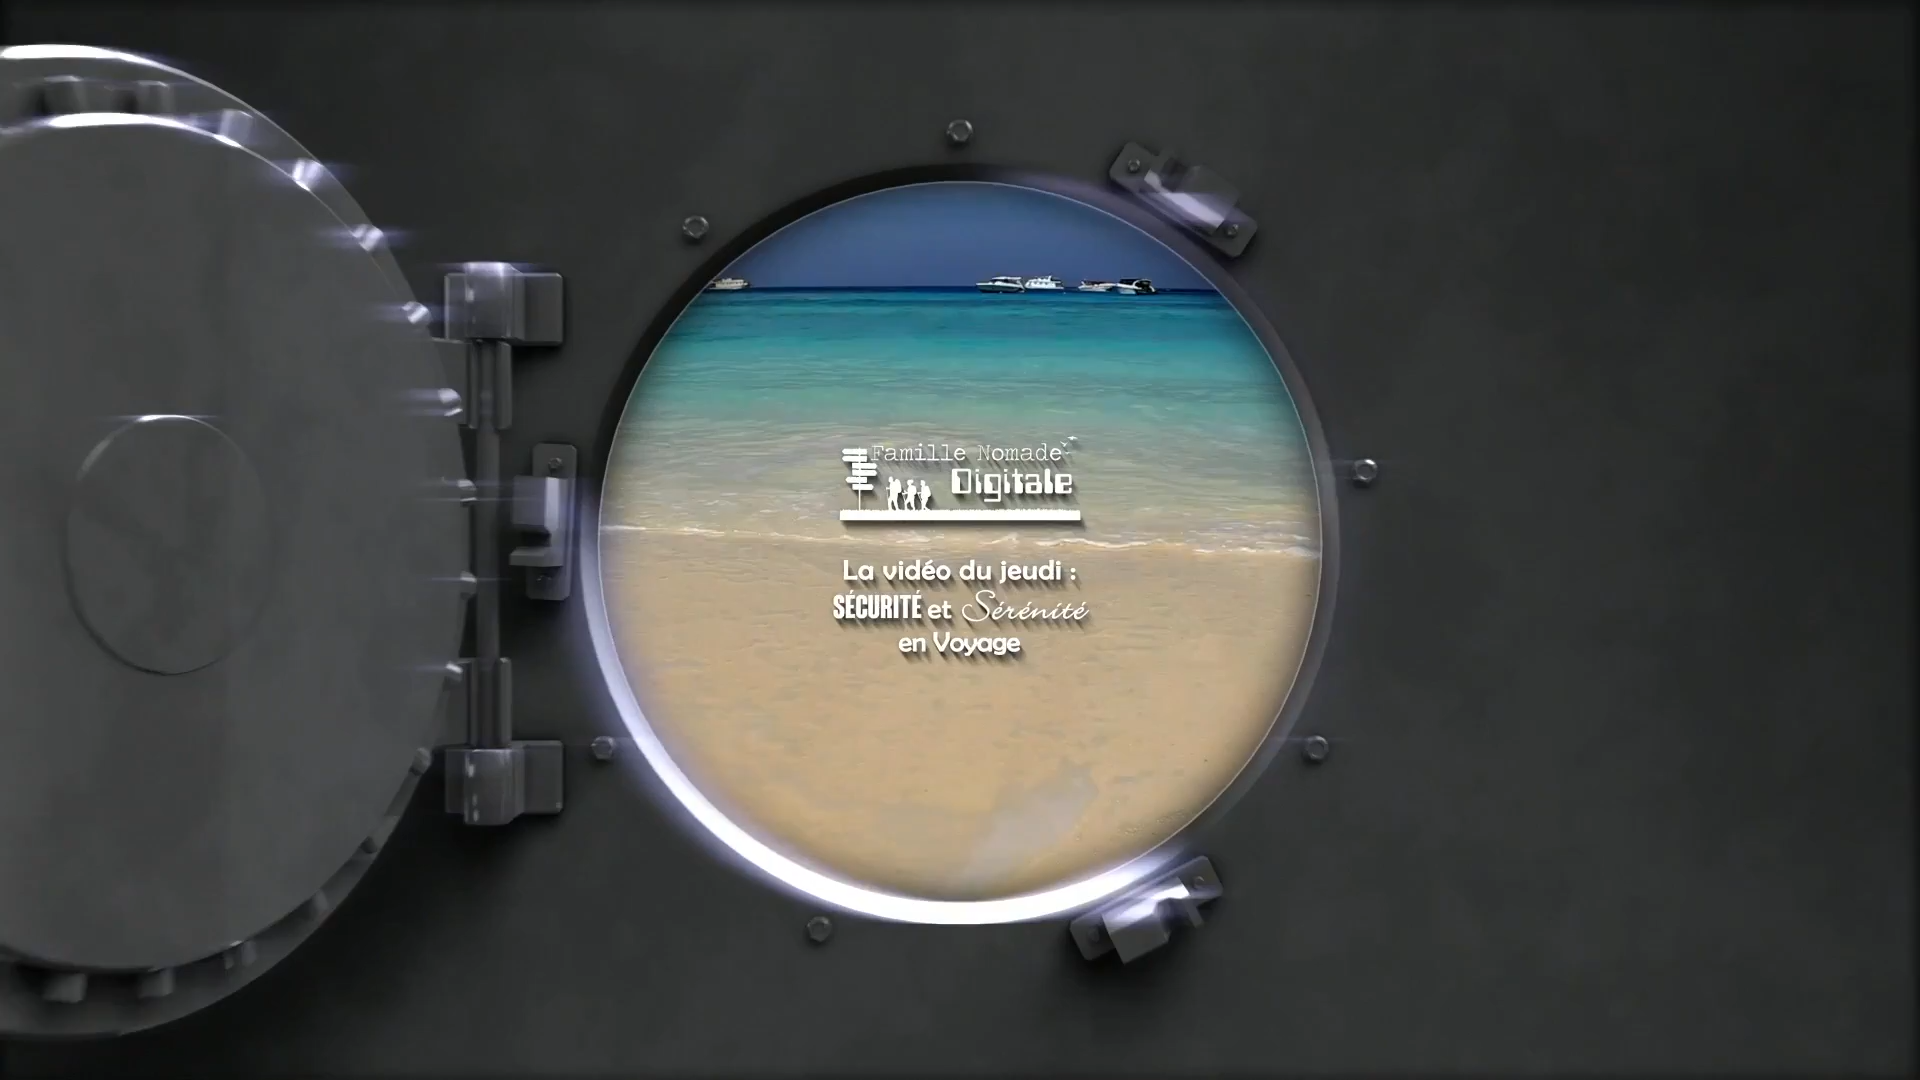 Famille Nomade
Digitale
La vidéo du jeudi :
SÉCURITÉ et Sérénité
en Voyage